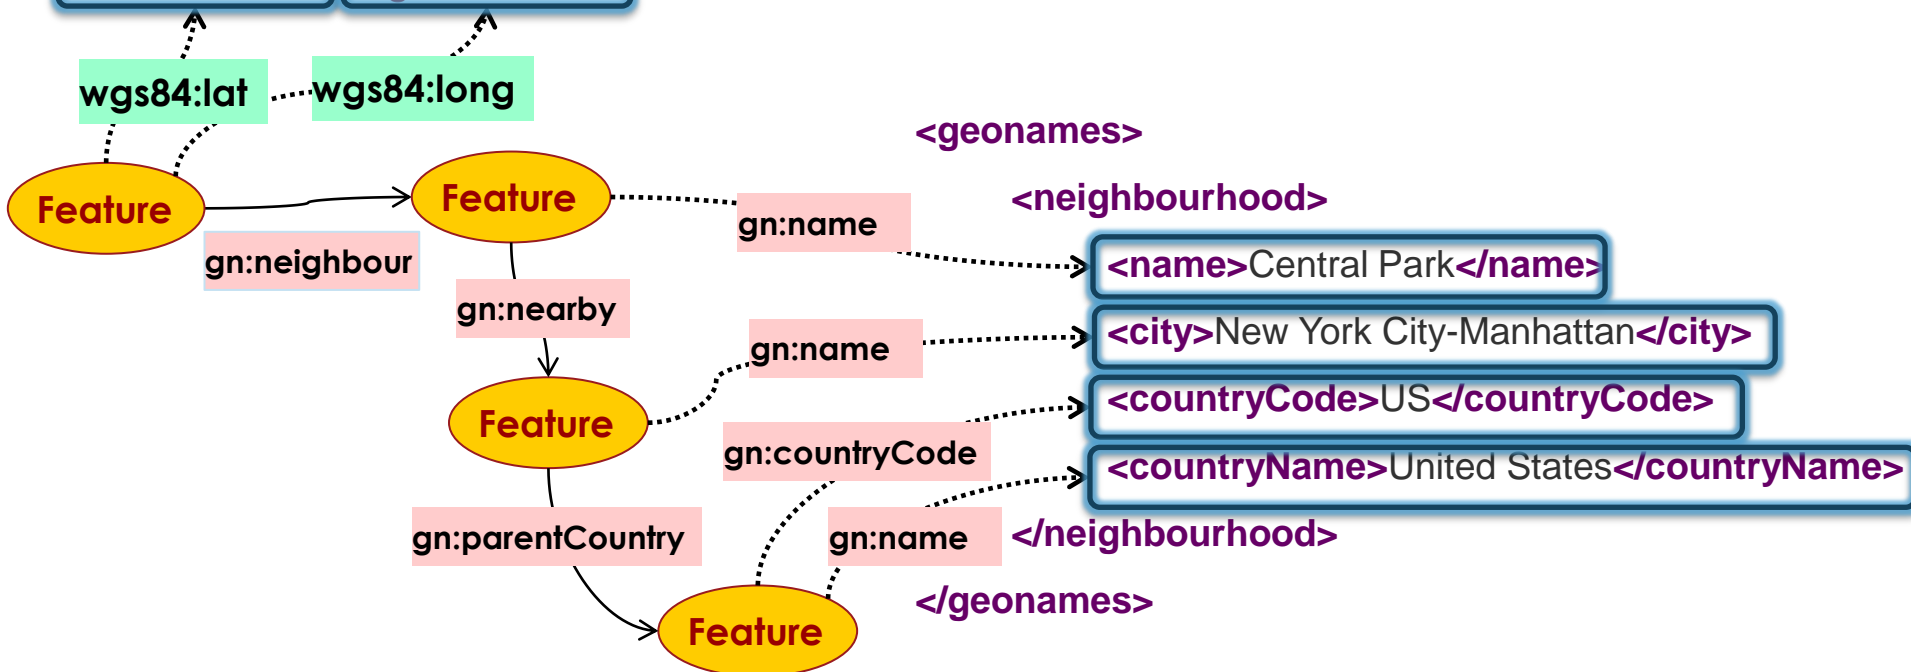 wgs84:lat
wgs84:long
<geonames>
Feature
Feature
<neighbourhood>
gn:name
gn:neighbour
<name>Central Park</name>
gn:nearby
<city>New York City-Manhattan</city>
gn:name
<countryCode>US</countryCode>
Feature
gn:countryCode
<countryName>United States</countryName>
gn:parentCountry
gn:name
</neighbourhood>
</geonames>
Feature